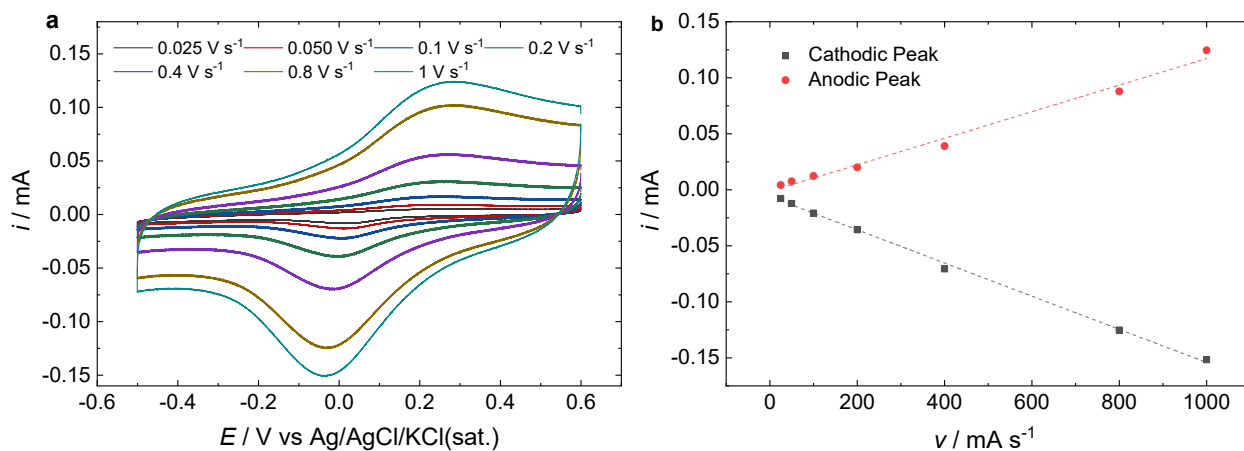 a
0.025 V s⁻¹ 0.050 V s⁻¹ 0.1 V s⁻¹ 0.2 V s⁻¹
0.4 V s⁻¹ 0.8 V s⁻¹ 1 V s⁻¹
0.15
0.10
0.05
0.00
-0.05
-0.10
-0.15
i / mA
-0.6 -0.4 -0.2 0.0 0.2 0.4 0.6
E / V vs Ag/AgCl/KCl(sat.)
b
Cathodic Peak
Anodic Peak
0.15
0.10
0.05
0.00
-0.05
-0.10
-0.15
i / mA
0 200 400 600 800 1000
v / mA s⁻¹